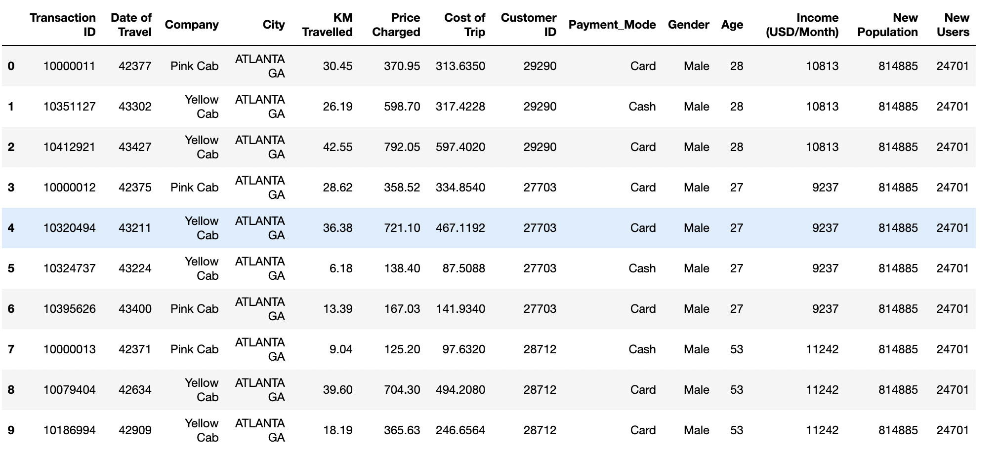 Transaction ID Date of Travel Company City KM Travelled Price Charged Cost of Trip Customer ID Payment_Mode Gender Age Income (USD/Month) New Population New Users
0 10000011 42377 Pink Cab ATLANTA GA 30.45 370.95 313.6350 29290 Card Male 28 10813 814885 24701
1 10351127 43302 Yellow Cab ATLANTA GA 26.19 598.70 317.4228 29290 Cash Male 28 10813 814885 24701
2 10412921 43427 Yellow Cab ATLANTA GA 42.55 792.05 597.4020 29290 Card Male 28 10813 814885 24701
3 10000012 42375 Pink Cab ATLANTA GA 28.62 358.52 334.8540 27703 Card Male 27 9237 814885 24701
4 10320494 43211 Yellow Cab ATLANTA GA 36.38 721.10 467.1192 27703 Card Male 27 9237 814885 24701
5 10324737 43224 Yellow Cab ATLANTA GA 6.18 138.40 87.5088 27703 Cash Male 27 9237 814885 24701
6 10395626 43400 Pink Cab ATLANTA GA 13.39 167.03 141.9340 27703 Card Male 27 9237 814885 24701
7 10000013 42371 Pink Cab ATLANTA GA 9.04 125.20 97.6320 28712 Cash Male 53 11242 814885 24701
8 10079404 42634 Yellow Cab ATLANTA GA 39.60 704.30 494.2080 28712 Card Male 53 11242 814885 24701
9 10186994 42909 Yellow Cab ATLANTA GA 18.19 365.63 246.6564 28712 Card Male 53 11242 814885 24701